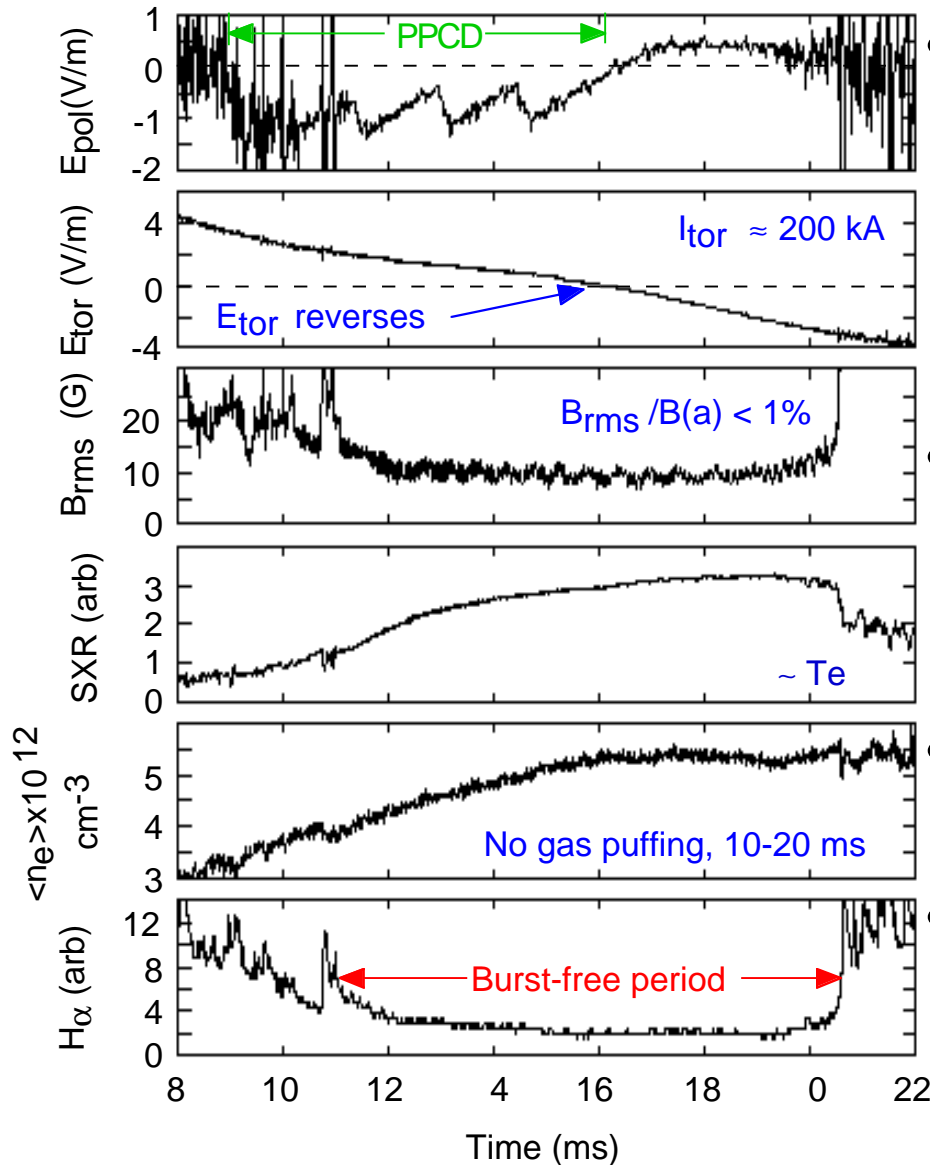 1
0
-1
-2
Epol(V/m)
PPCD
4
0
-4
Etor (V/m)
Itor ≈ 200 kA
Etor reverses
20
10
0
Brms (G)
Brms /B(a) < 1%
3
2
1
0
SXR (arb)
~ Te
5
4
3
<ne>x10 12
cm-3
No gas puffing, 10-20 ms
12
8
4
0
Hα (arb)
Burst-free period
8 10 12 4 16 18 0 22
Time (ms)